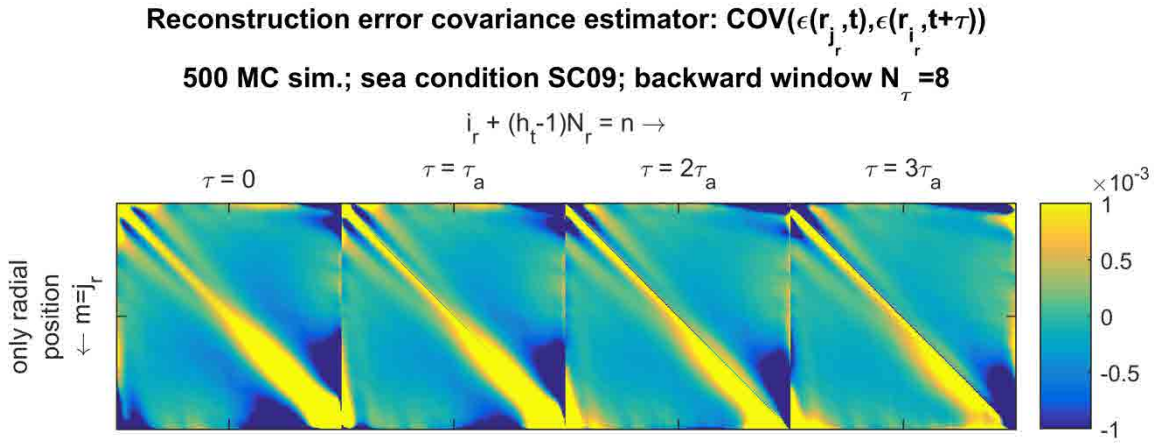 Reconstruction error covariance estimator: COV(ϵ(r_{j_r},t),ϵ(r_{i_r},t+τ))
500 MC sim.; sea condition SC09; backward window N_τ=8
i_r + (h_t-1)N_r = n →
τ = 0
τ = τ_a
τ = 2τ_a
τ = 3τ_a
×10^-3
1
0.5
0
-0.5
-1
only radial
position
← m=j_r